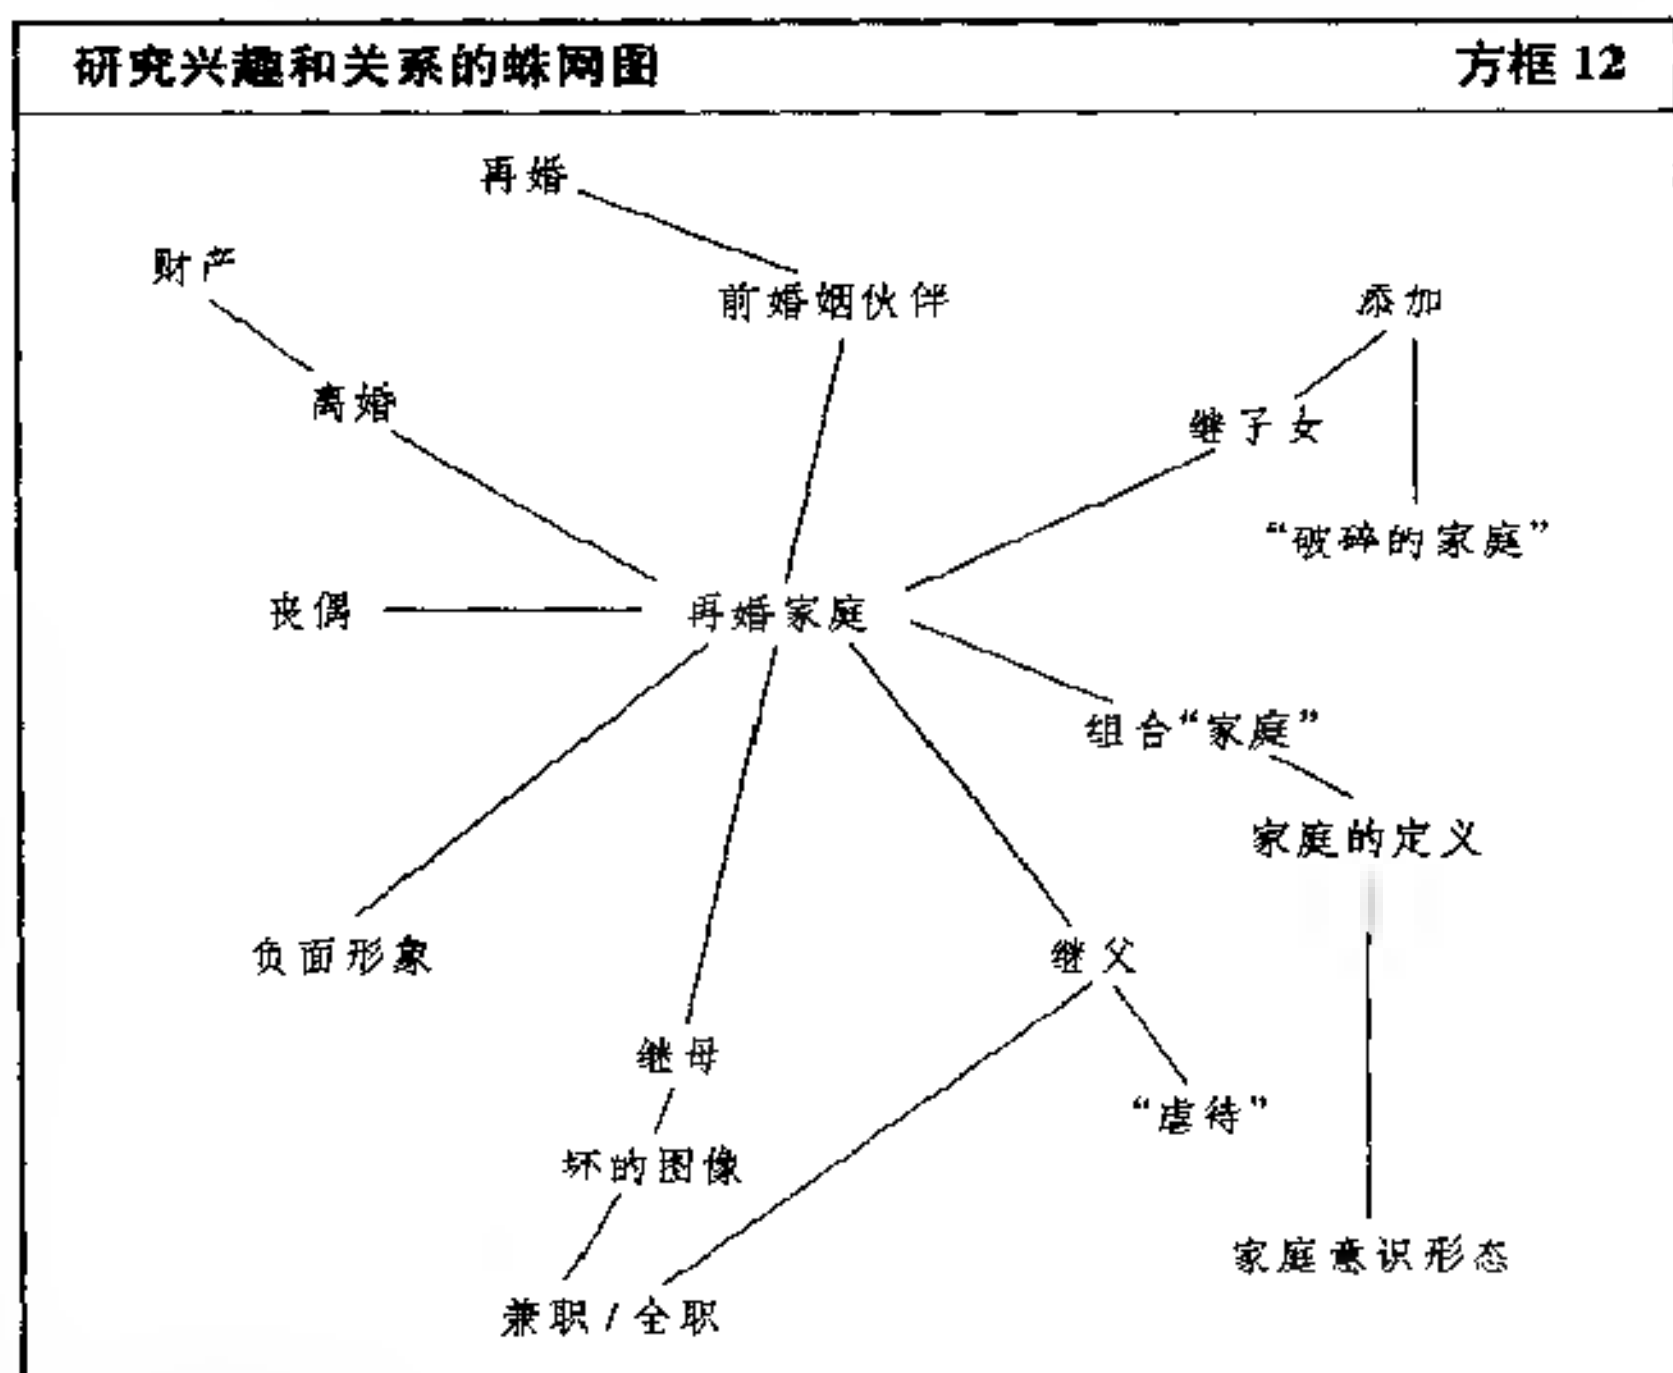 研究兴趣和关系的蛛网图 方框 12
再婚
财产
前婚姻伙伴
添加
离婚
继子女
“破碎的家庭”
丧偶
再婚家庭
组合“家庭”
家庭的定义
负面形象
继父
继母
“虐待”
坏的图像
家庭意识形态
兼职/全职